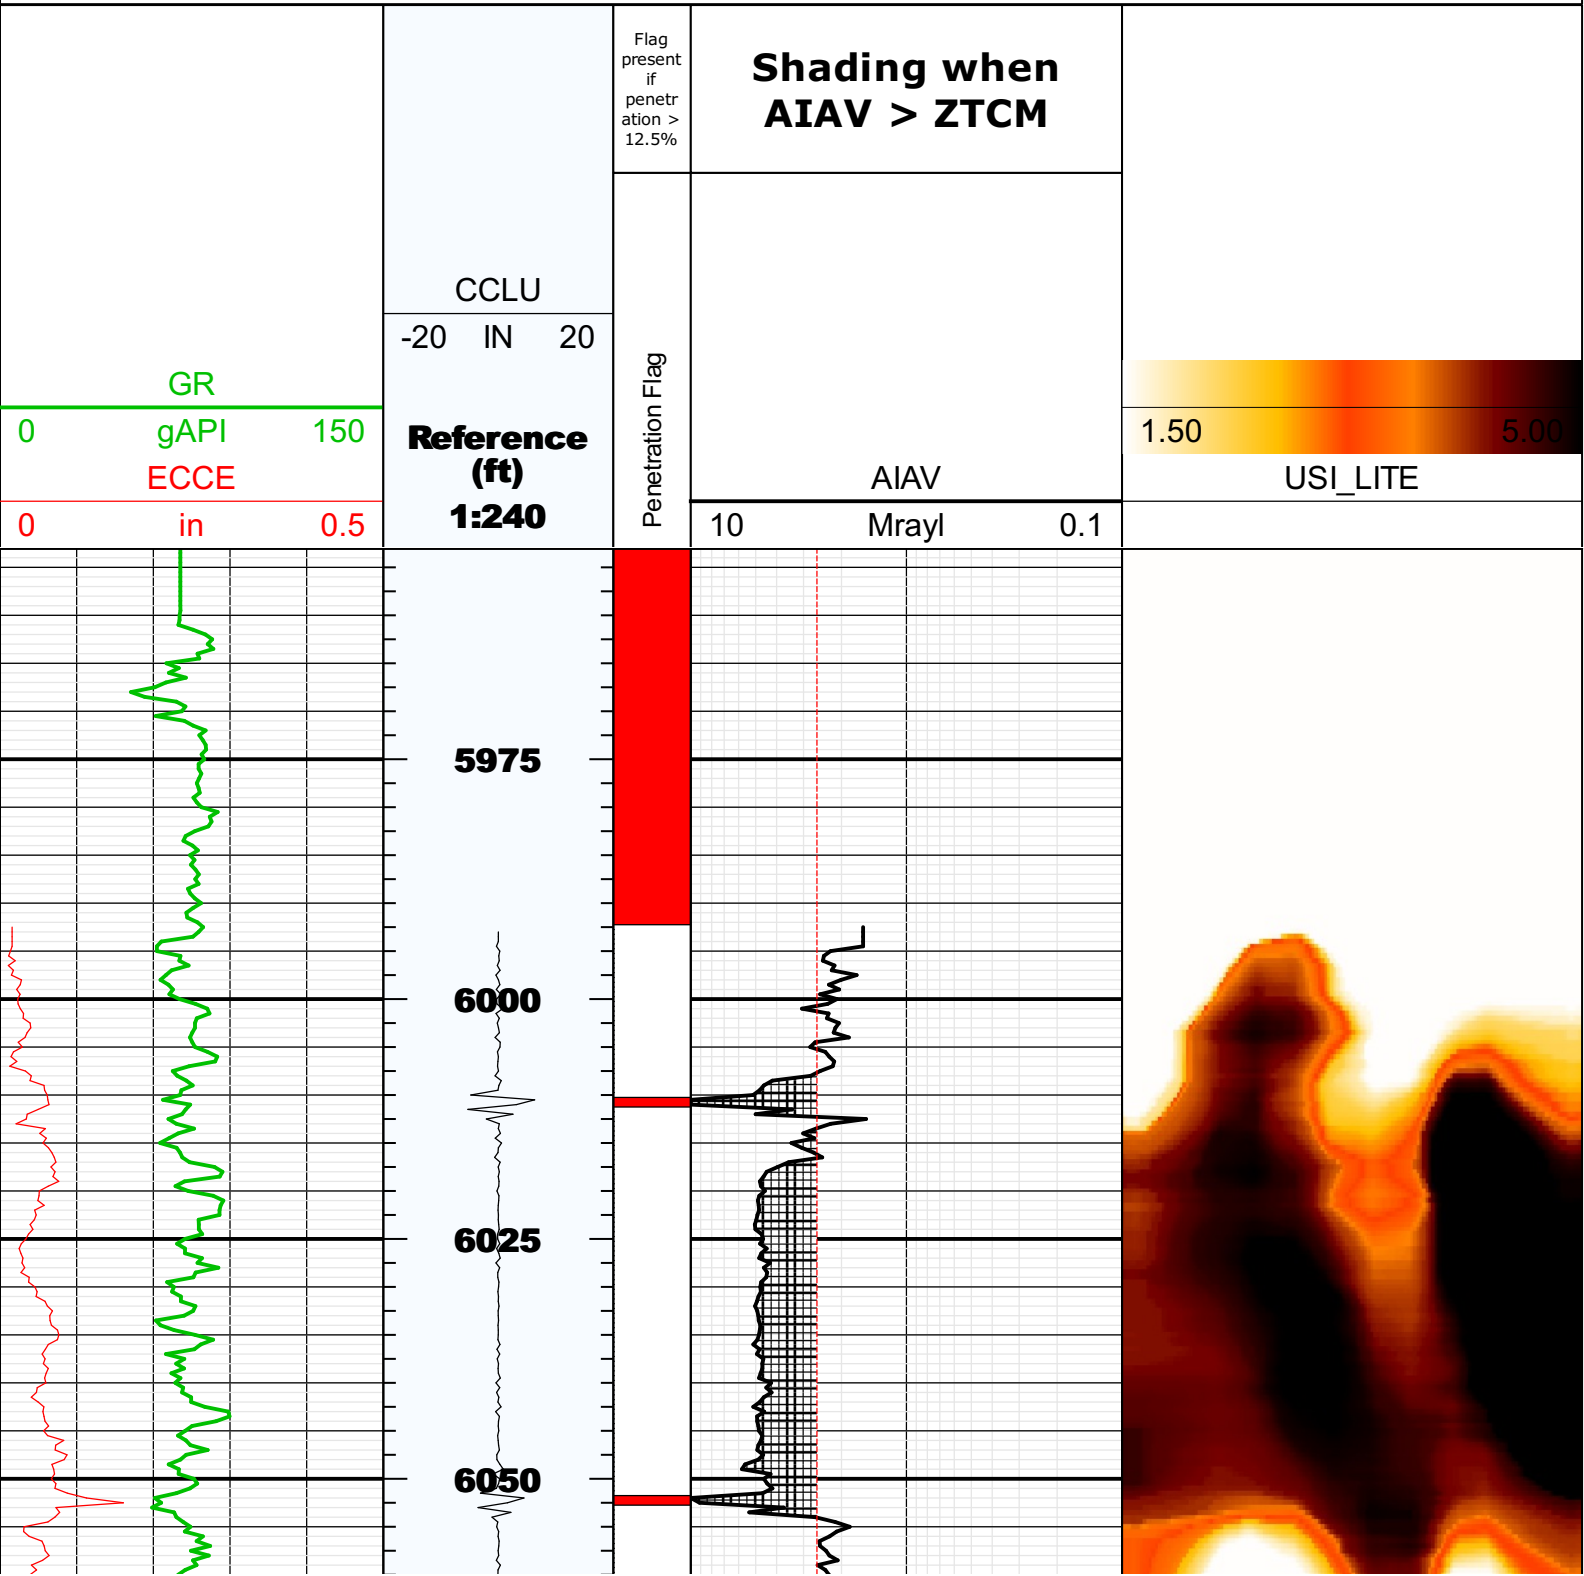 Flag
present
if
penetr
ation >
12.5%
Shading when
AIAV > ZTCM
CCLU
-20 IN 20
GR
0 gAPI 150
ECCE
0 in 0.5
Reference
(ft)
1:240
Penetration Flag
AIAV
10 Mrayl 0.1
1.50 5.00
USI_LITE
5975
6000
6025
6050